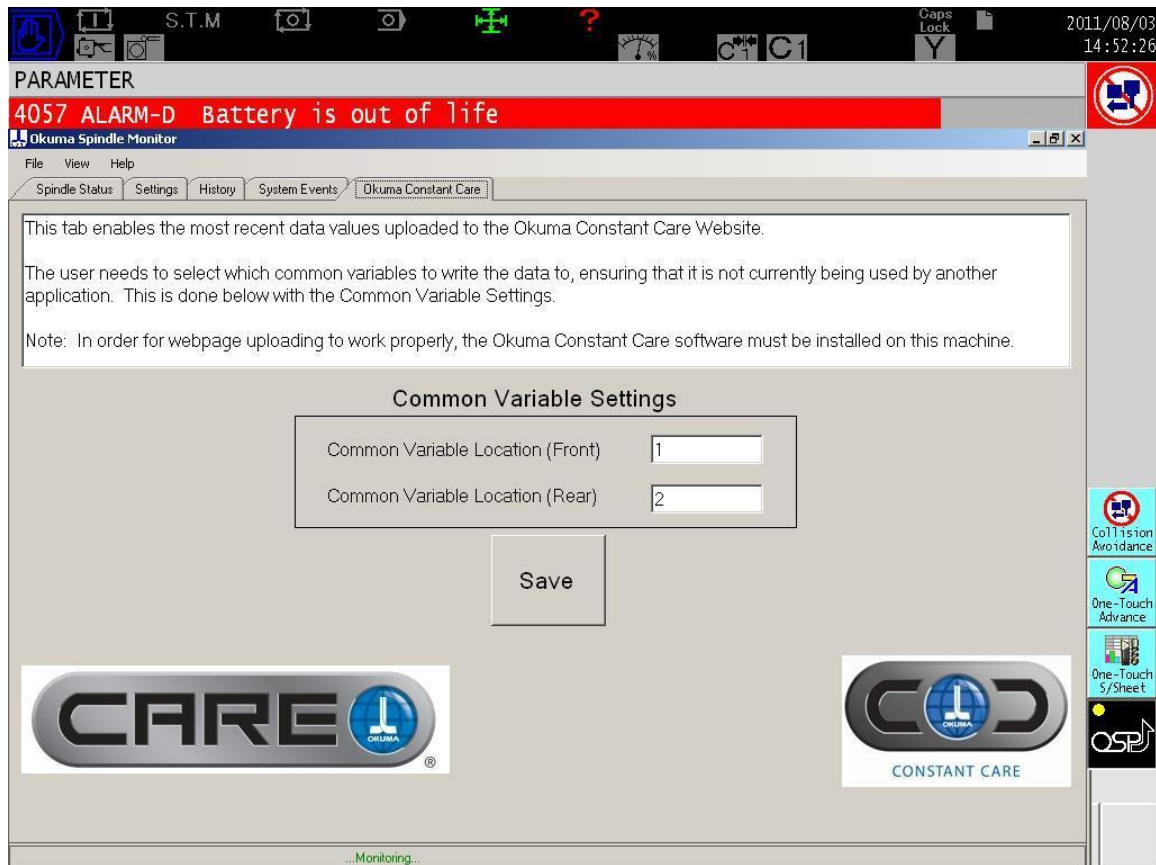 S.T.M
?
%
C1
C1
Caps
Lock
Y
2011/08/03
14:52:26
PARAMETER
4057 ALARM-D Battery is out of life
Okuma Spindle Monitor
File View Help
Spindle Status Settings History System Events Okuma Constant Care
This tab enables the most recent data values uploaded to the Okuma Constant Care Website.
The user needs to select which common variables to write the data to, ensuring that it is not currently being used by another
application. This is done below with the Common Variable Settings.
Note: In order for webpage uploading to work properly, the Okuma Constant Care software must be installed on this machine.
Common Variable Settings
Common Variable Location (Front) 1
Common Variable Location (Rear) 2
Save
Collision
Avoidance
One-Touch
Advance
One-Touch
S/Sheet
OSP
CARE OKUMA ®
OKUMA
CONSTANT CARE
...Monitoring...